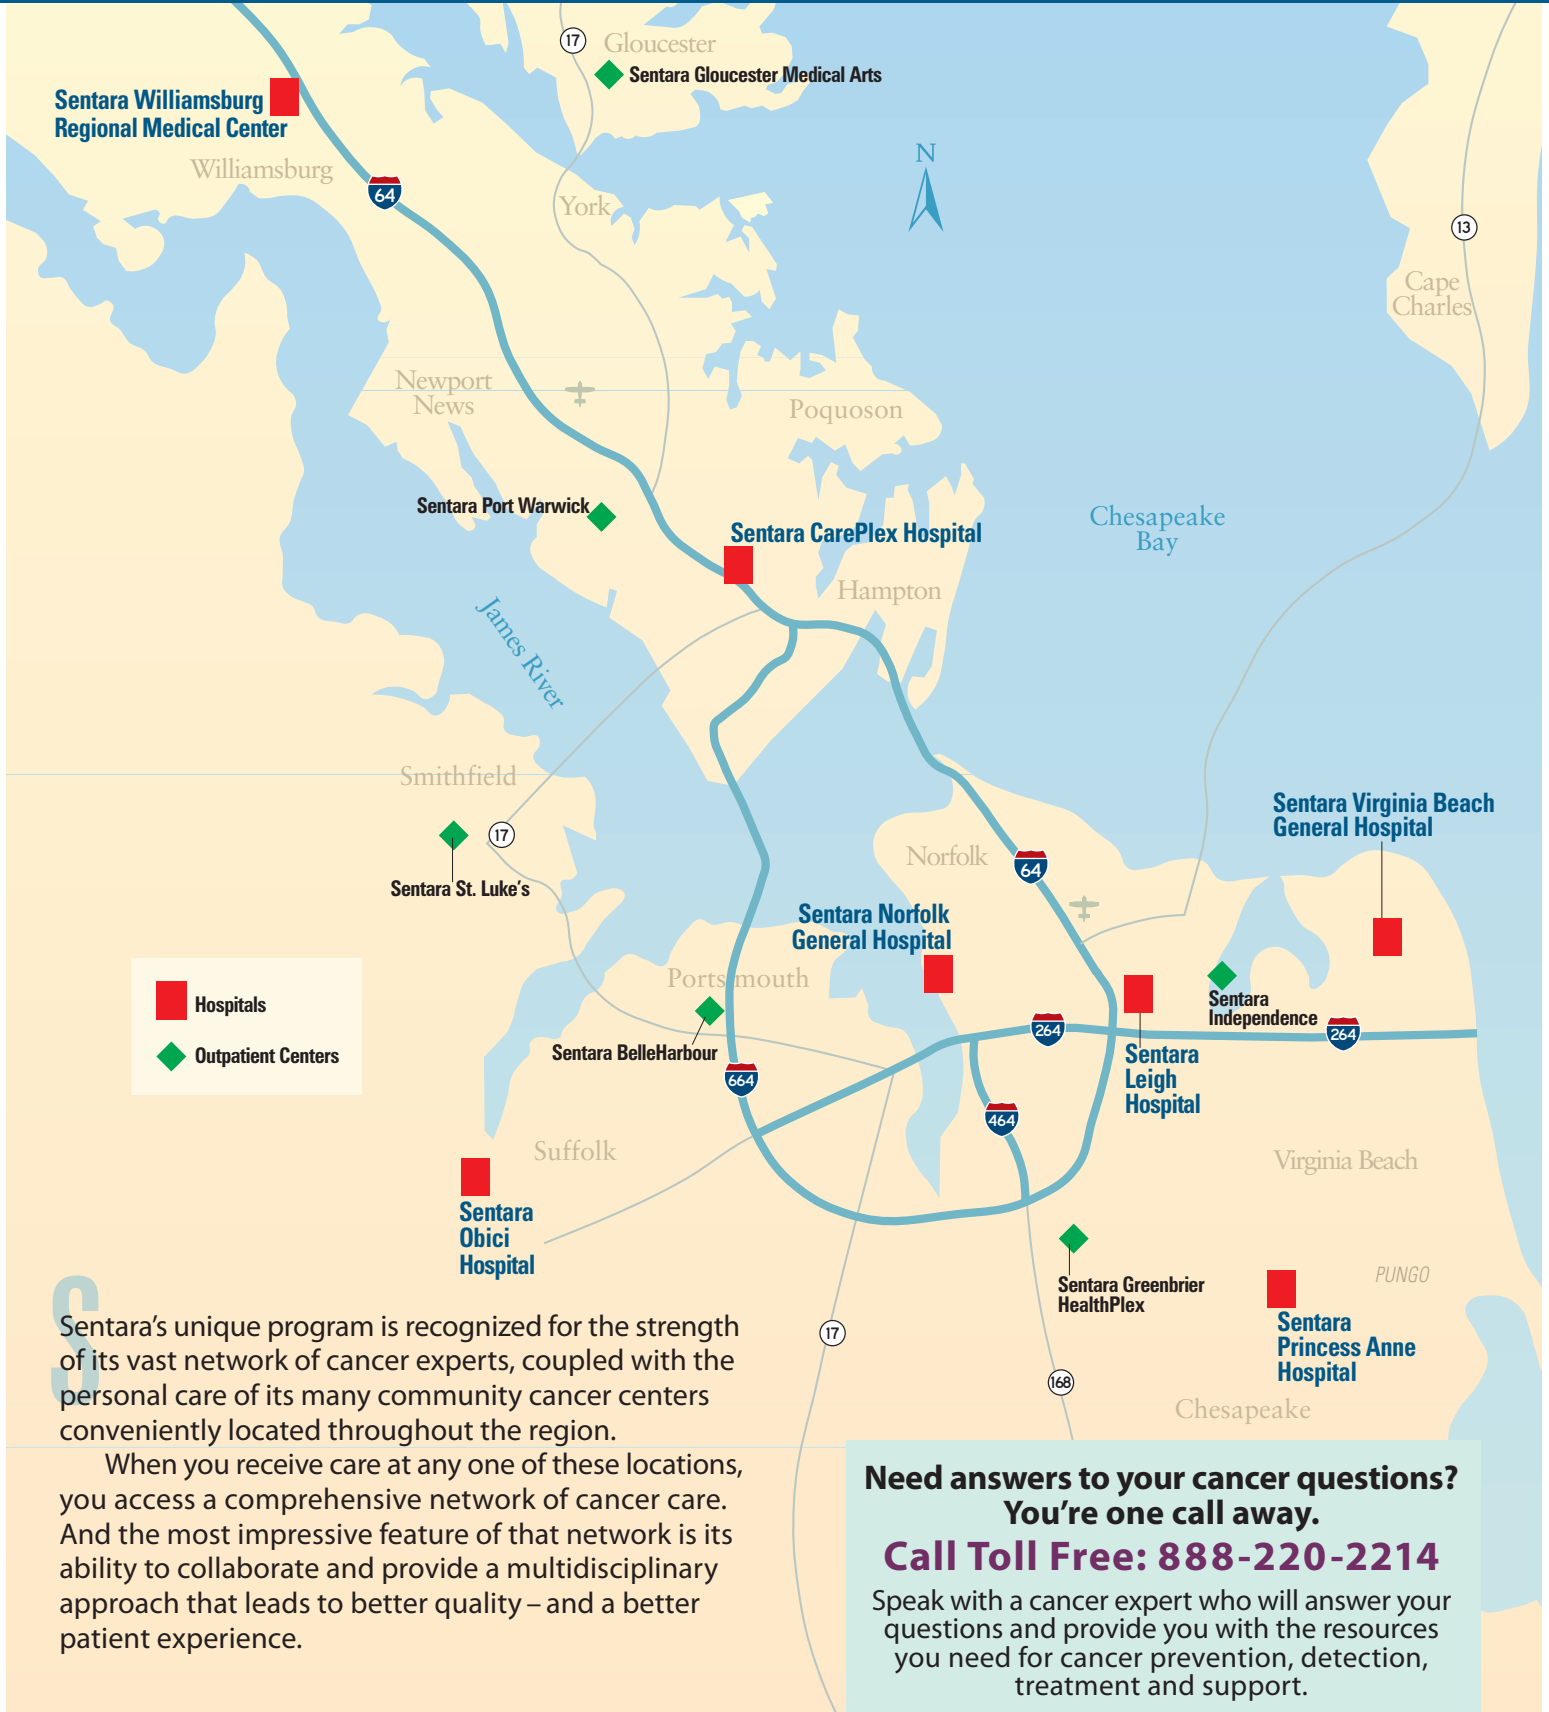 17
Gloucester
Sentara Gloucester Medical Arts
Sentara Williamsburg
Regional Medical Center
Williamsburg
64
York
N
13
Cape
Charles
Newport
News
Poquoson
Sentara Port Warwick
Sentara CarePlex Hospital
Chesapeake
Bay
Hampton
James River
Smithfield
17
Sentara St. Luke's
Sentara Virginia Beach
General Hospital
Norfolk
64
Sentara Norfolk
General Hospital
Portsmouth
Sentara
Independence
264
264
Hospitals
Outpatient Centers
Sentara BelleHarbour
664
Sentara
Leigh
Hospital
464
Suffolk
Virginia Beach
Sentara
Obici
Hospital
Sentara Greenbrier
HealthPlex
PUNGO
Sentara
Princess Anne
Hospital
17
168
Chesapeake
S
Sentara's unique program is recognized for the strength
of its vast network of cancer experts, coupled with the
personal care of its many community cancer centers
conveniently located throughout the region.
When you receive care at any one of these locations,
you access a comprehensive network of cancer care.
And the most impressive feature of that network is its
ability to collaborate and provide a multidisciplinary
approach that leads to better quality – and a better
patient experience.
Need answers to your cancer questions?
You're one call away.
Call Toll Free: 888-220-2214
Speak with a cancer expert who will answer your
questions and provide you with the resources
you need for cancer prevention, detection,
treatment and support.